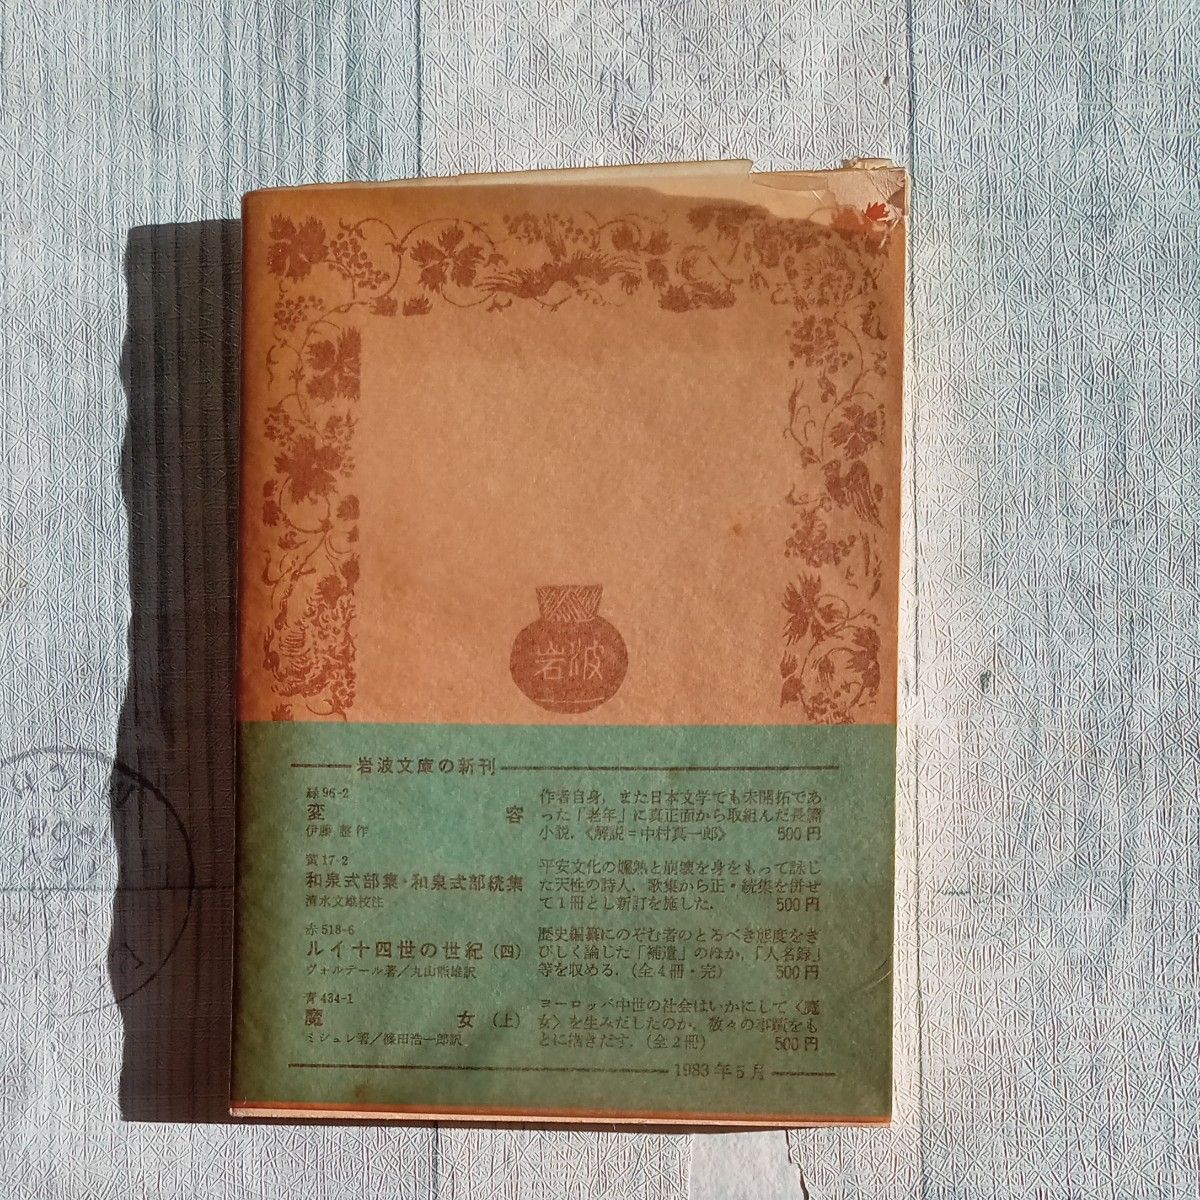 岩波
岩波文庫の新刊
緑96-2
変容
伊藤 整作
作者自身，また日本文学でも未開拓であ
った「老年」に真正面から取組んだ長篇
小説．〈解説＝中村真一郎〉 500円
黄17-2
和泉式部集・和泉式部続集
清水文雄校注
平安文化の爛熟と崩壊を身をもって詠じ
た天性の詩人．歌集から正・続集を併せ
て1冊とし新訂を施した． 500円
赤518-6
ルイ十四世の世紀（四）
ヴォルテール著／丸山熊雄訳
歴史編纂にのぞむ者のとるべき態度をき
びしく論じた「補遺」のほか，「人名録」
等を収める．（全4冊・完） 500円
青434-1
魔女（上）
ミシュレ著／篠田浩一郎訳
ヨーロッパ中世の社会はいかにして〈魔
女〉を生みだしたのか．数々の事蹟をも
とに描きだす．（全2冊） 500円
1983年5月